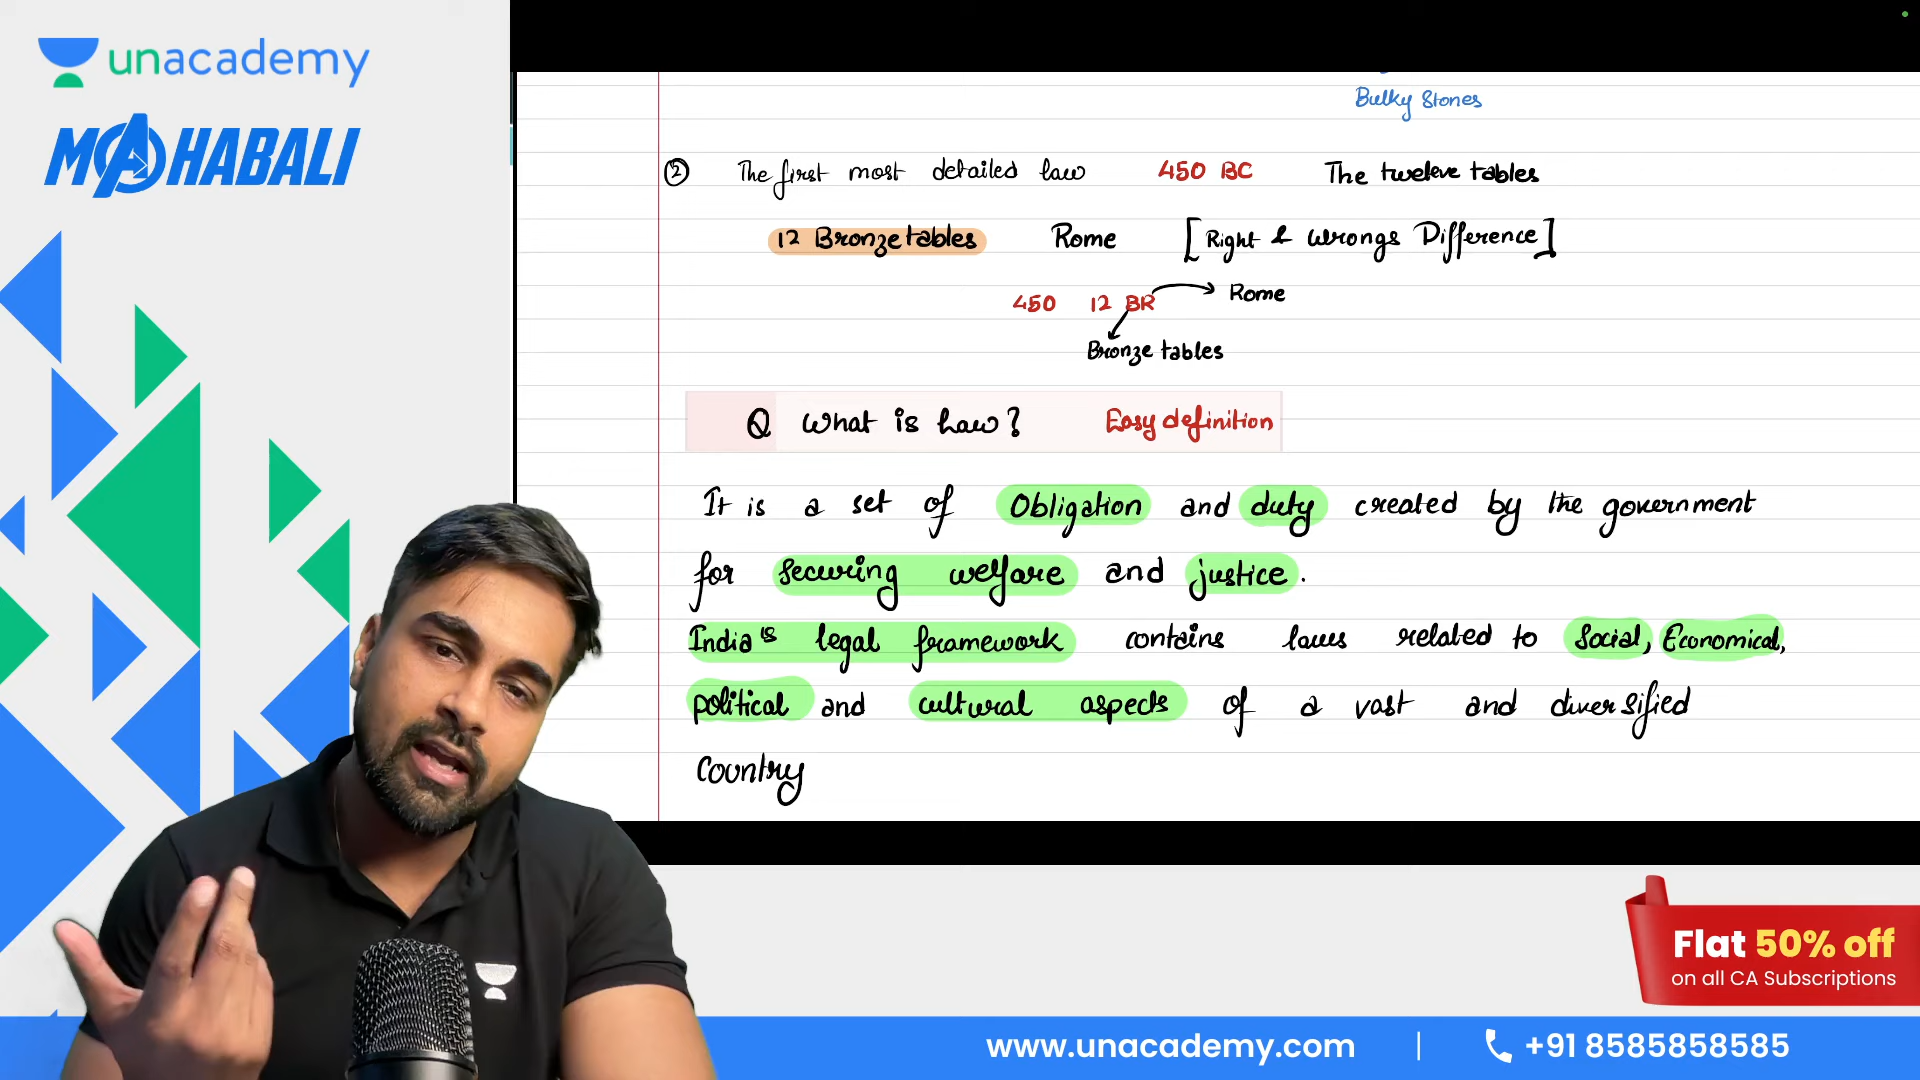 unacademy
MAHABALI
Bulky Stones
② The first most detailed law 450 BC The twelve tables
12 Bronze tables Rome [Right & Wrongs Difference]
450 12 BR Rome
Bronze tables
Q What is Law? Easy definition
It is a set of Obligation and duty created by the government
for securing welfare and justice.
India's legal framework contains laws related to Social, Economical,
political and cultural aspects of a vast and diversified
Country
Flat 50% off
on all CA Subscriptions
www.unacademy.com | +91 8585858585